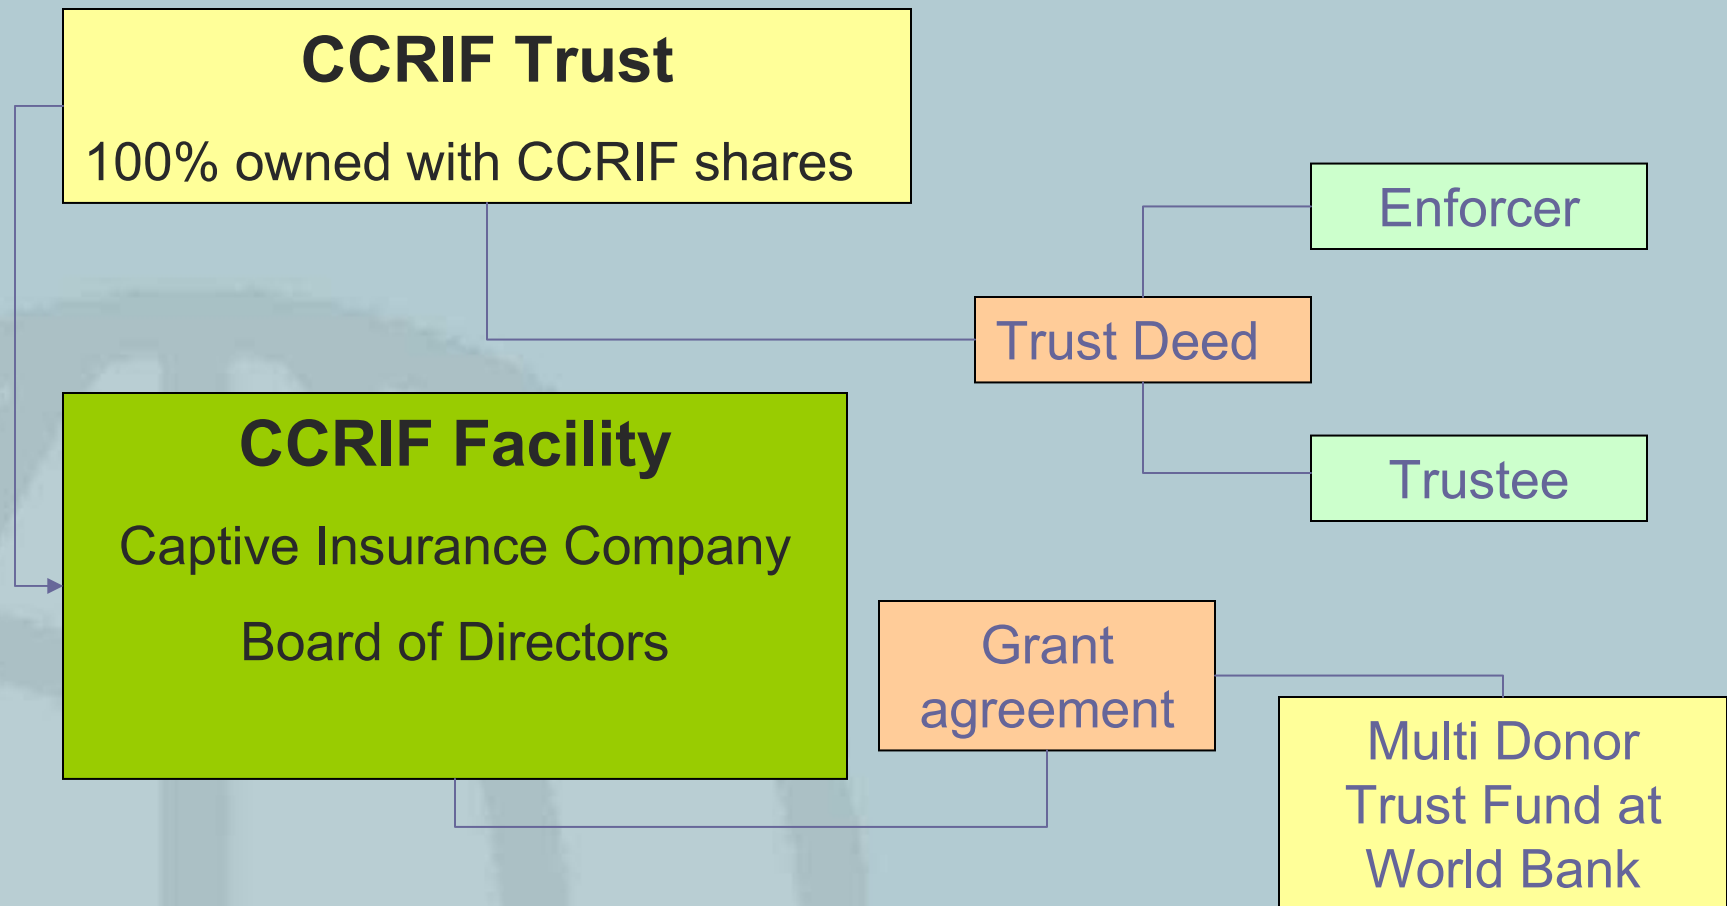 CCRIF Trust
100% owned with CCRIF shares
Enforcer
Trust Deed
Trustee
CCRIF Facility
Captive Insurance Company
Board of Directors
Grant
agreement
Multi Donor
Trust Fund at
World Bank